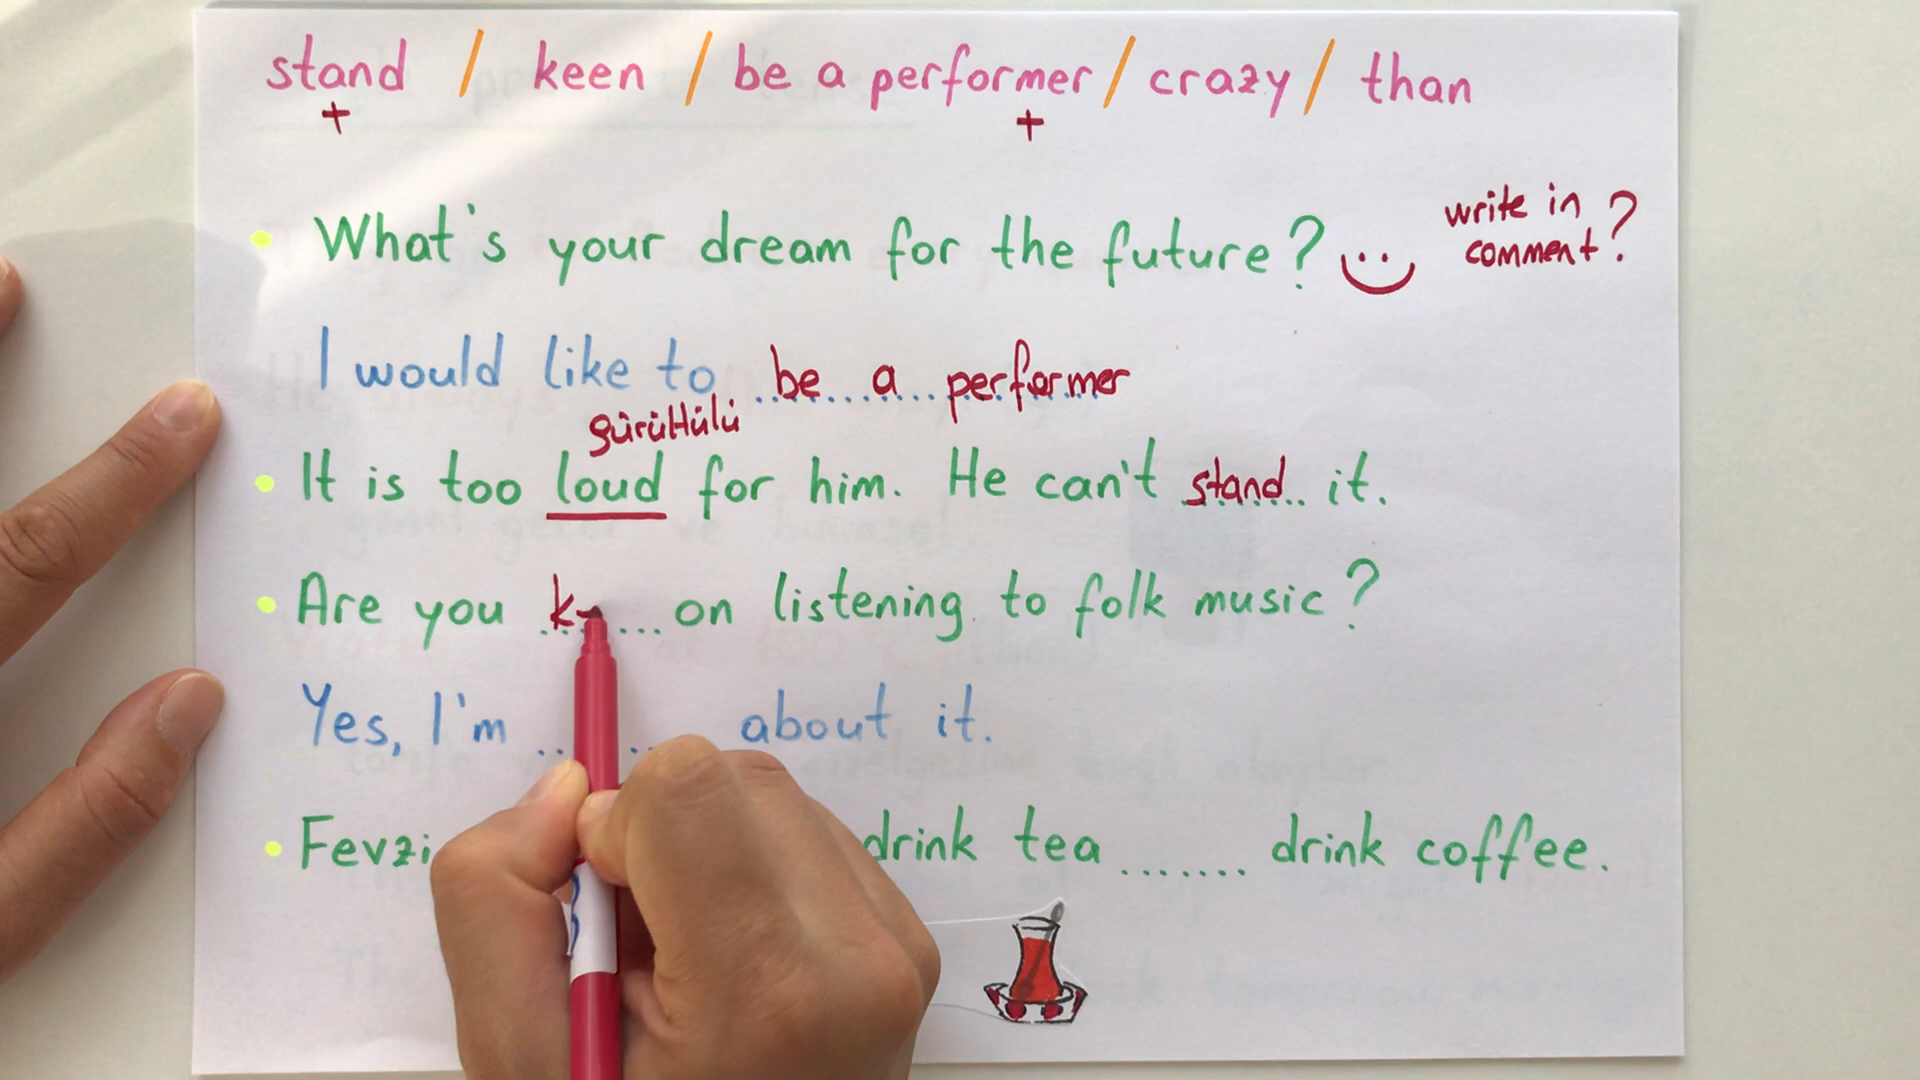 stand / keen / be a performer / crazy / than
+ +
What's your dream for the future?
write in comment?
I would like to be a performer
gürültülü
It is too loud for him. He can't stand it.
Are you k on listening to folk music?
Yes, I'm ..... about it.
Fevzi drink tea ....... drink coffee.